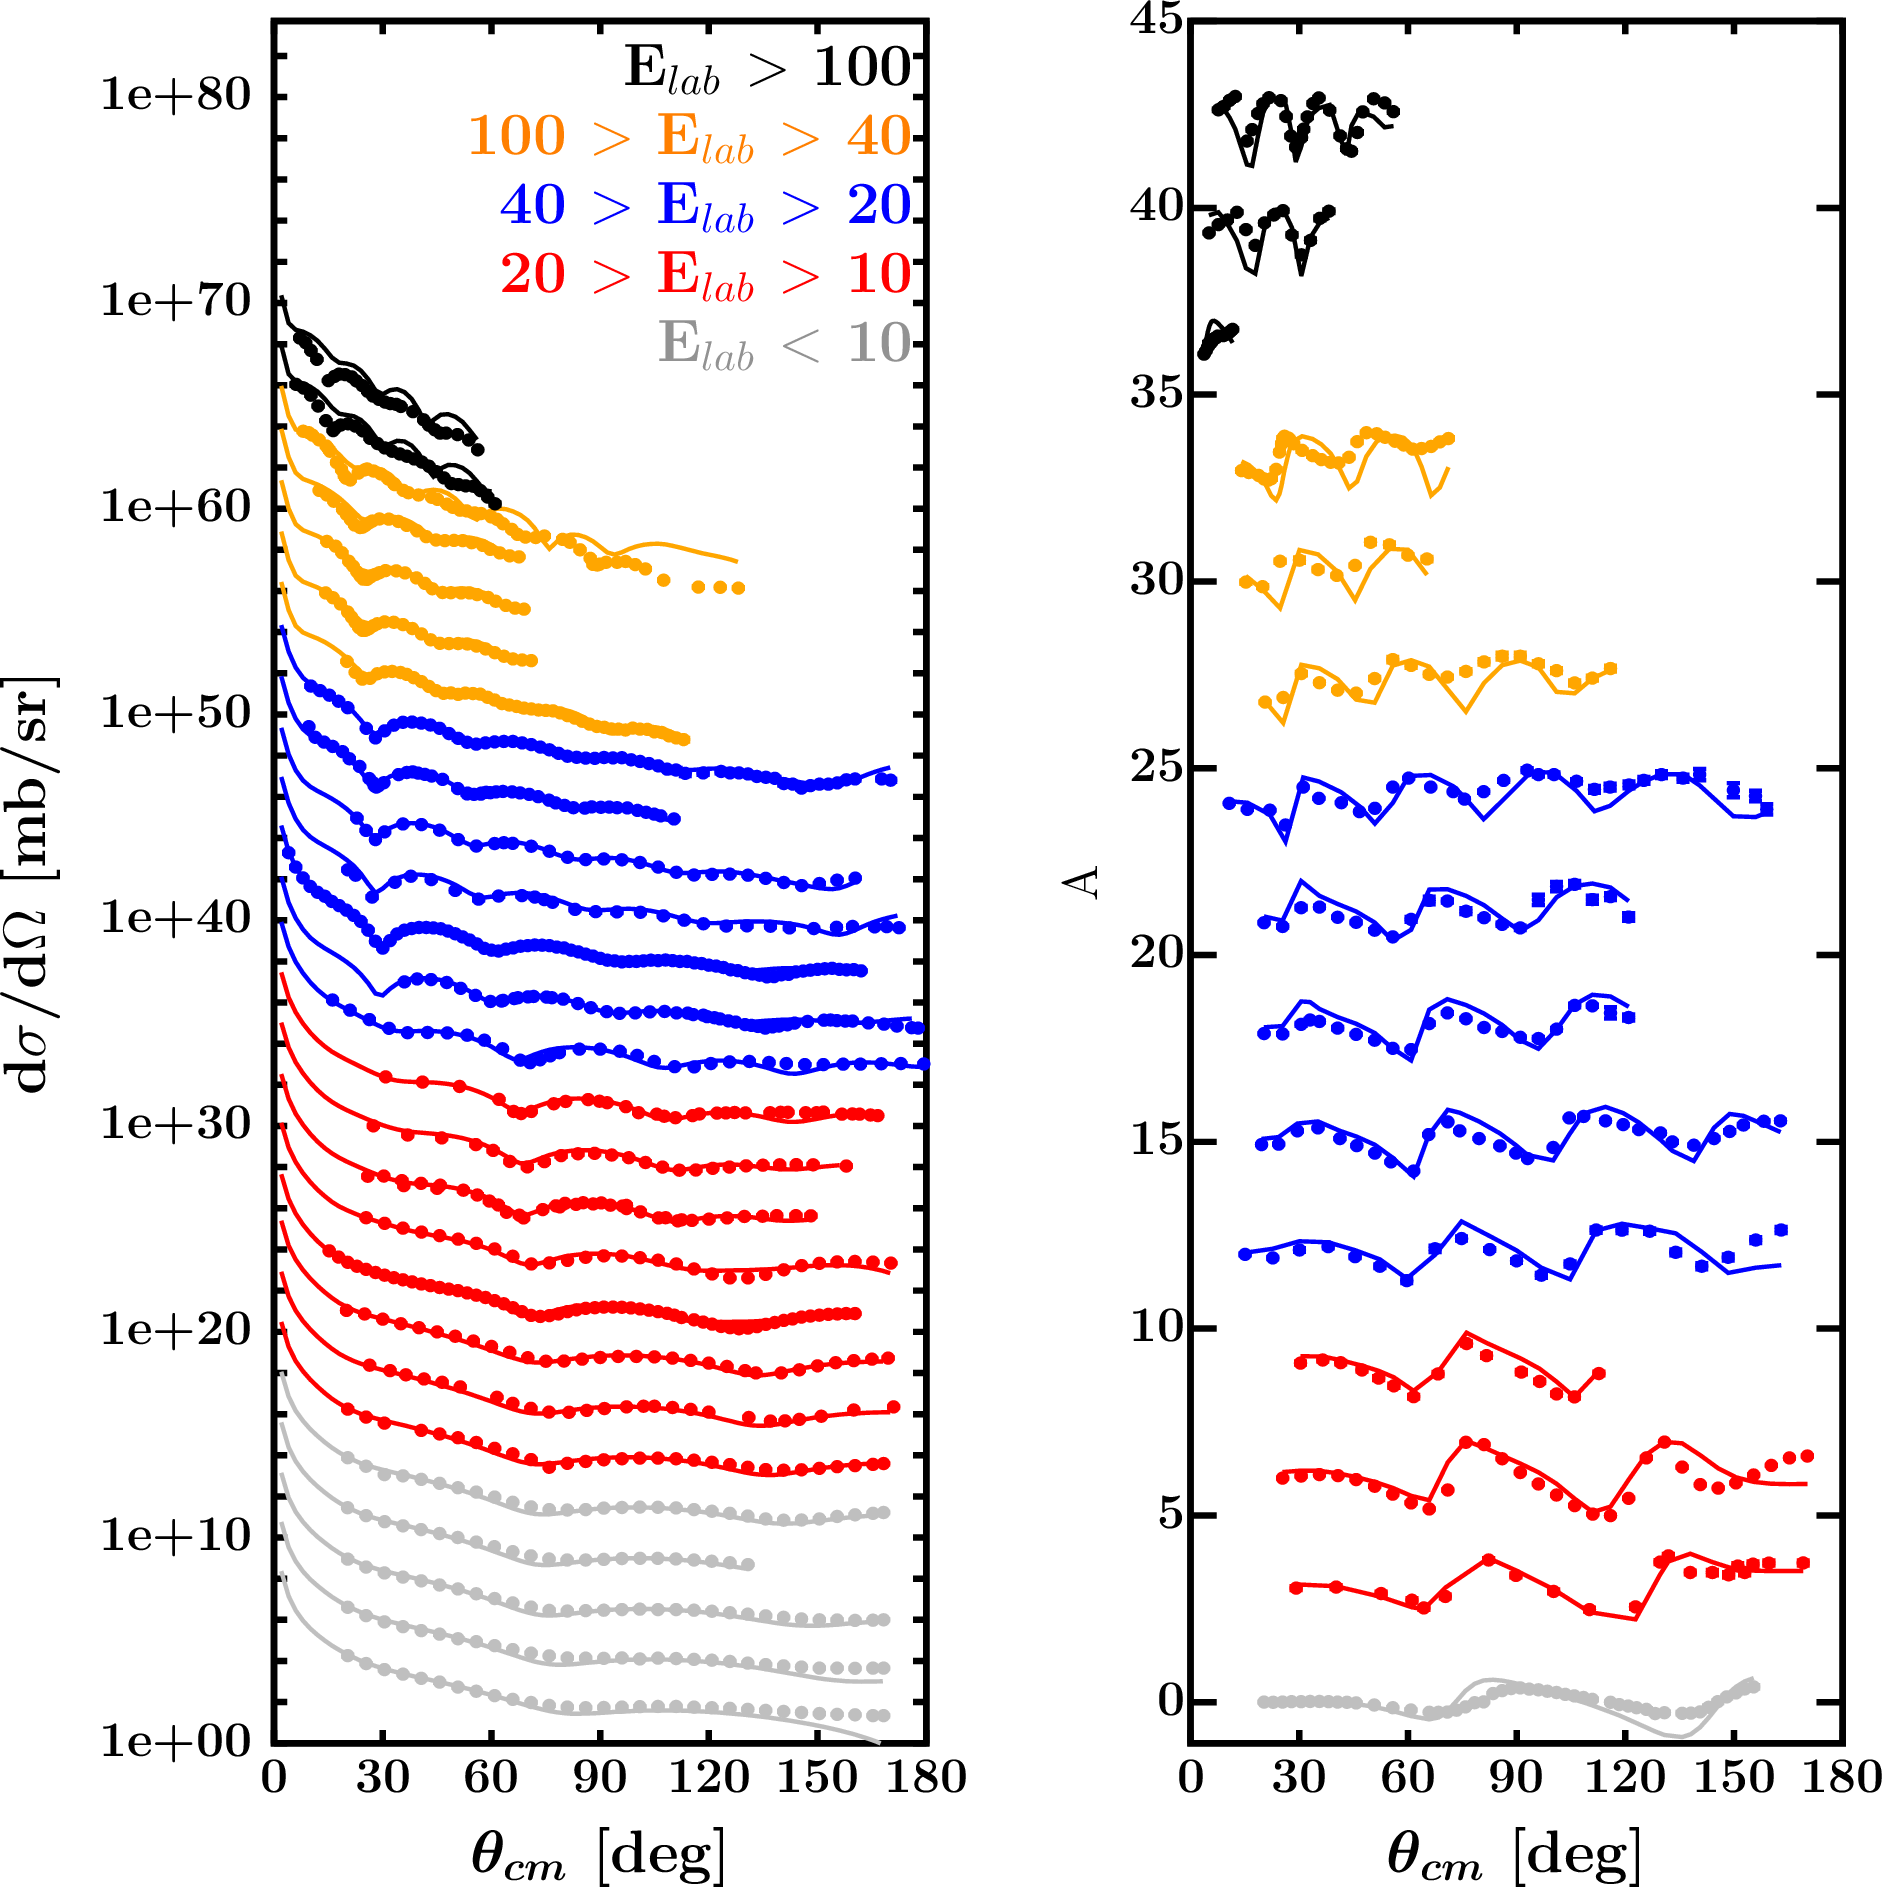 E_lab > 100
100 > E_lab > 40
40 > E_lab > 20
20 > E_lab > 10
E_lab < 10
1e+80
1e+70
1e+60
1e+50
1e+40
1e+30
1e+20
1e+10
1e+00
0 30 60 90 120 150 180
θ_cm [deg]
dσ/dΩ [mb/sr]
45
40
35
30
25
20
15
10
5
0
0 30 60 90 120 150 180
θ_cm [deg]
A